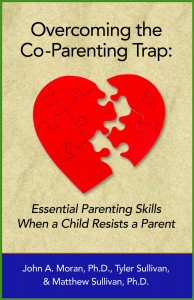 Overcoming the
Co-Parenting Trap:
Essential Parenting Skills
When a Child Resists a Parent
John A. Moran, Ph.D., Tyler Sullivan,
& Matthew Sullivan, Ph.D.